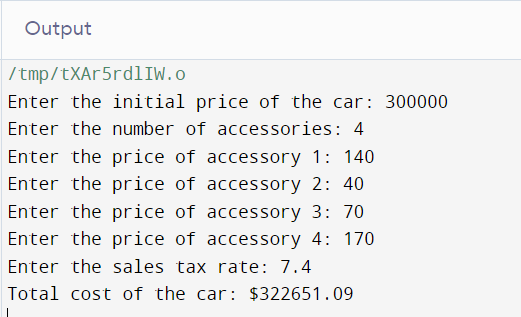 Output
/tmp/tXAr5rdlIW.o
Enter the initial price of the car: 300000
Enter the number of accessories: 4
Enter the price of accessory 1: 140
Enter the price of accessory 2: 40
Enter the price of accessory 3: 70
Enter the price of accessory 4: 170
Enter the sales tax rate: 7.4
Total cost of the car: $322651.09